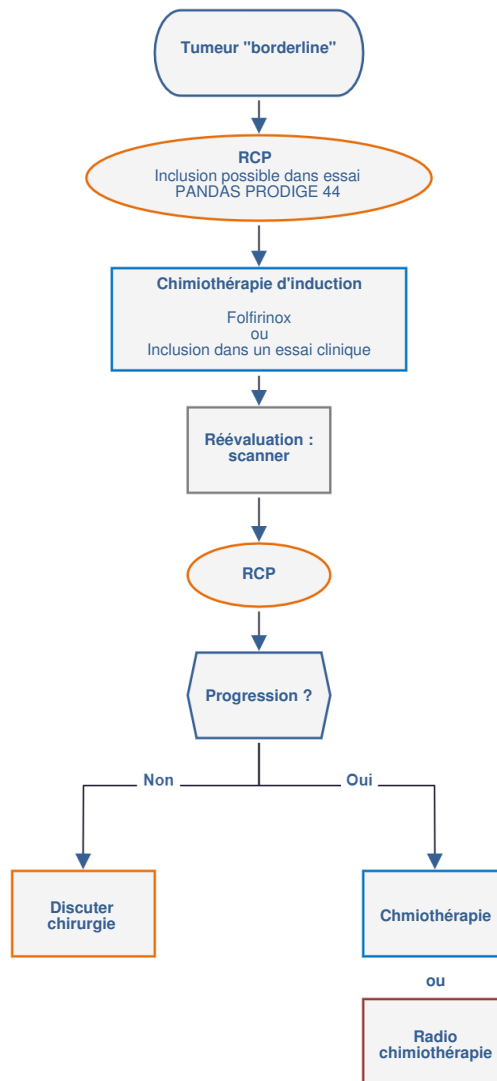 Tumeur "borderline"
RCP
Inclusion possible dans essai
PANDAS PRODIGE 44
Chimiothérapie d'induction
Folfirinox
ou
Inclusion dans un essai clinique
Réévaluation :
scanner
RCP
Progression ?
Non
Oui
Discuter
chirurgie
Chmiothérapie
ou
Radio
chimiothérapie